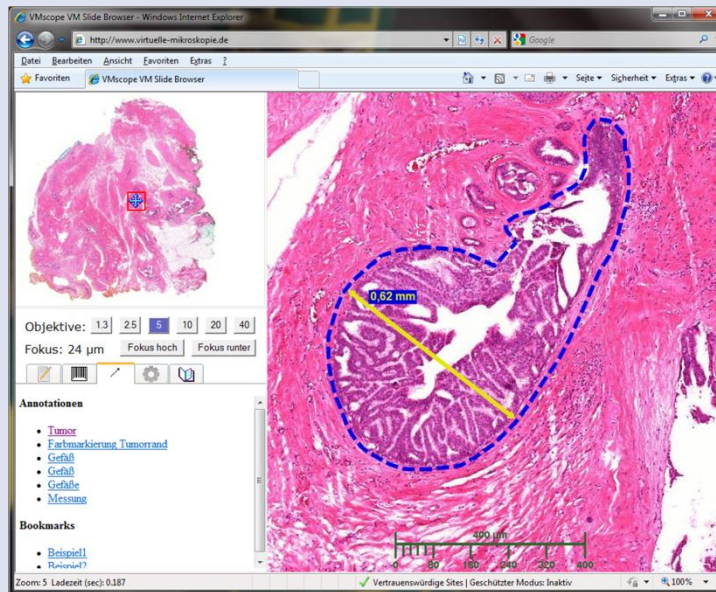 VMscope VM Slide Browser - Windows Internet Explorer
http://www.virtuelle-mikroskopie.de
Google
Datei Bearbeiten Ansicht Favoriten Extras ?
Favoriten VMscope VM Slide Browser
Seite Sicherheit Extras
Objektive: 1.3 2.5 5 10 20 40
Fokus: 24 µm Fokus hoch Fokus runter
Annotationen
Tumor
Farbmarkierung Tumorrand
Gefäß
Gefäß
Gefäße
Messung
Bookmarks
Beispiel1
Beispiel2
0,62 mm
400 µm
0 80 160 240 320 400
Zoom: 5 Ladezeit (sec): 0.187
Vertrauenswürdige Sites | Geschützter Modus: Inaktiv
100%